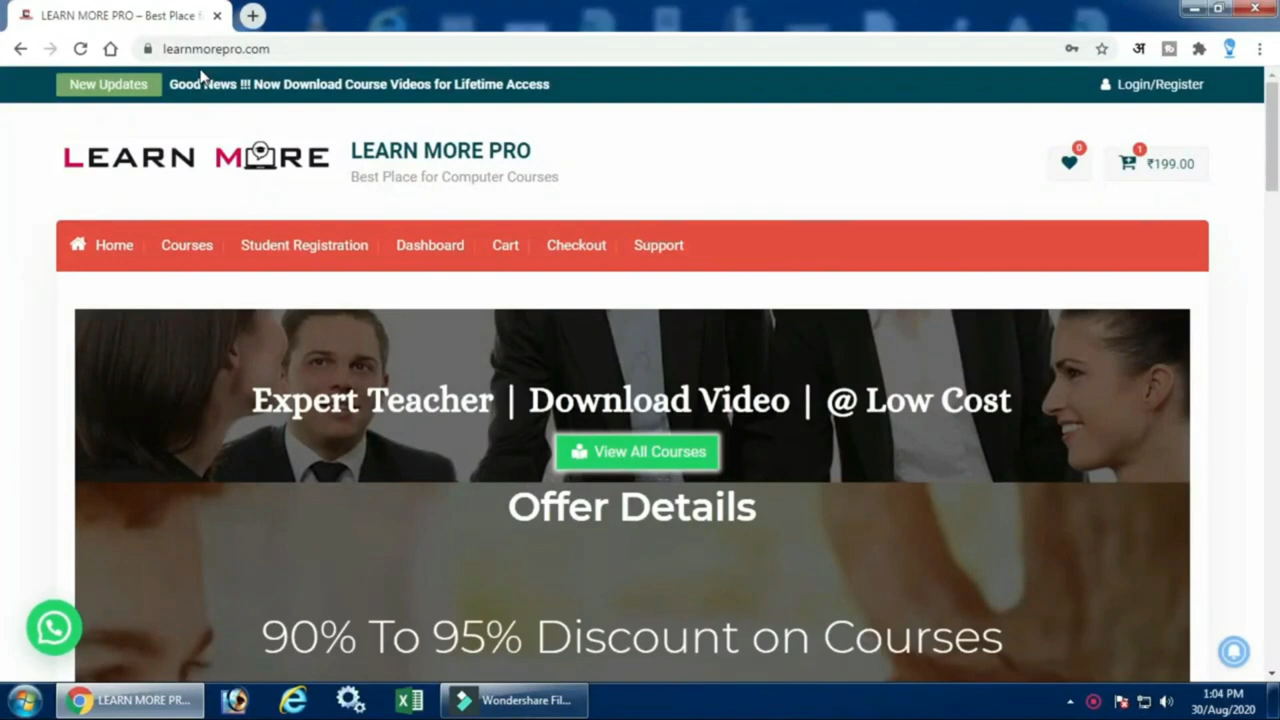 LEARN MORE PRO – Best Place f
learnmorepro.com
अ
New Updates
Good News !!! Now Download Course Videos for Lifetime Access
Login/Register
LEARN MORE
LEARN MORE PRO
Best Place for Computer Courses
0
1
₹199.00
Home
Courses
Student Registration
Dashboard
Cart
Checkout
Support
Expert Teacher | Download Video | @ Low Cost
View All Courses
Offer Details
90% To 95% Discount on Courses
LEARN MORE PR...
Wondershare Fil...
1:04 PM
30/Aug/2020